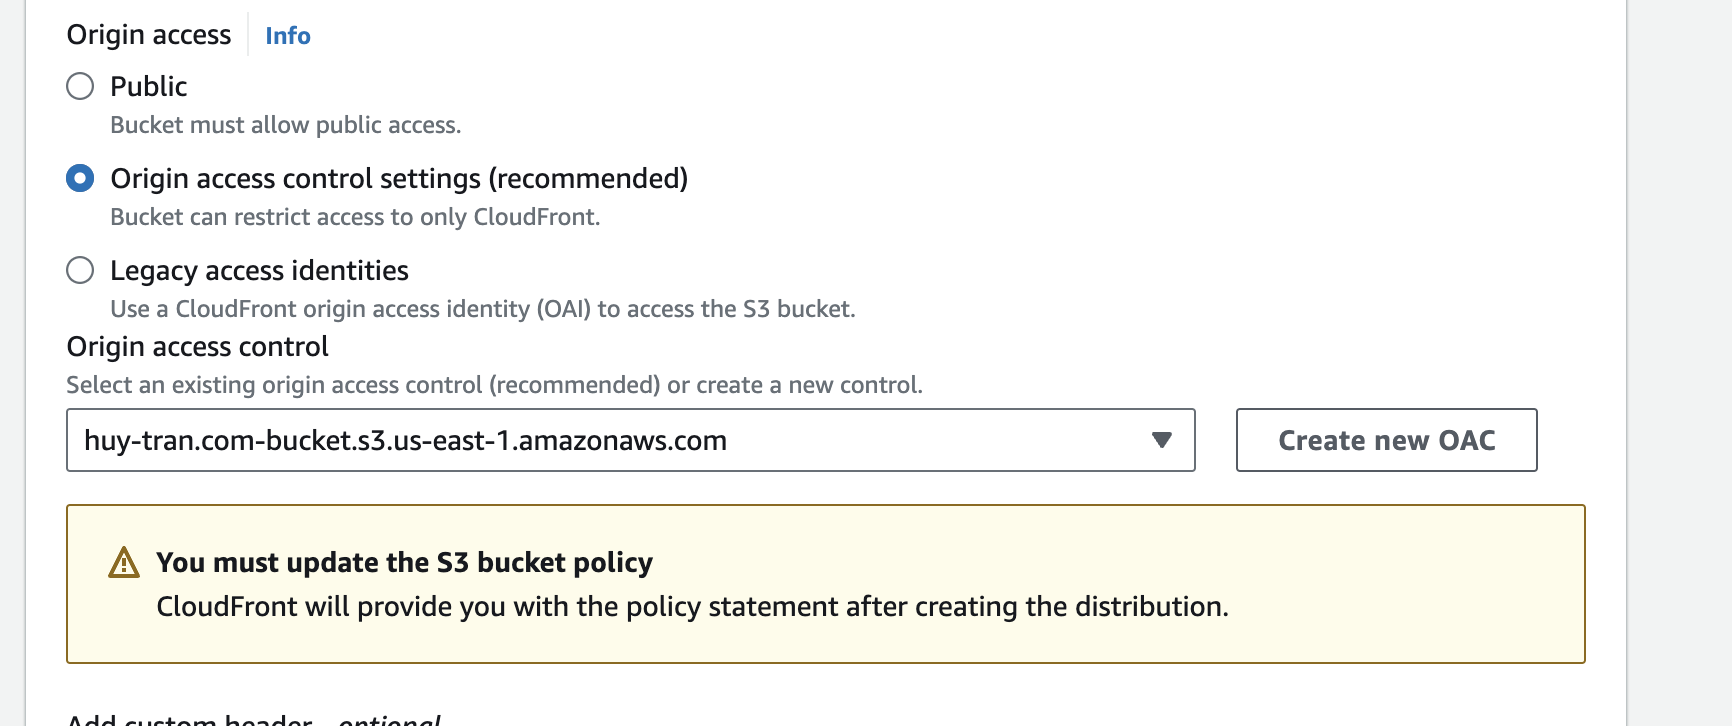 Origin access Info
Public
Bucket must allow public access.
Origin access control settings (recommended)
Bucket can restrict access to only CloudFront.
Legacy access identities
Use a CloudFront origin access identity (OAI) to access the S3 bucket.
Origin access control
Select an existing origin access control (recommended) or create a new control.
huy-tran.com-bucket.s3.us-east-1.amazonaws.com
Create new OAC
You must update the S3 bucket policy
CloudFront will provide you with the policy statement after creating the distribution.
Add custom header - optional